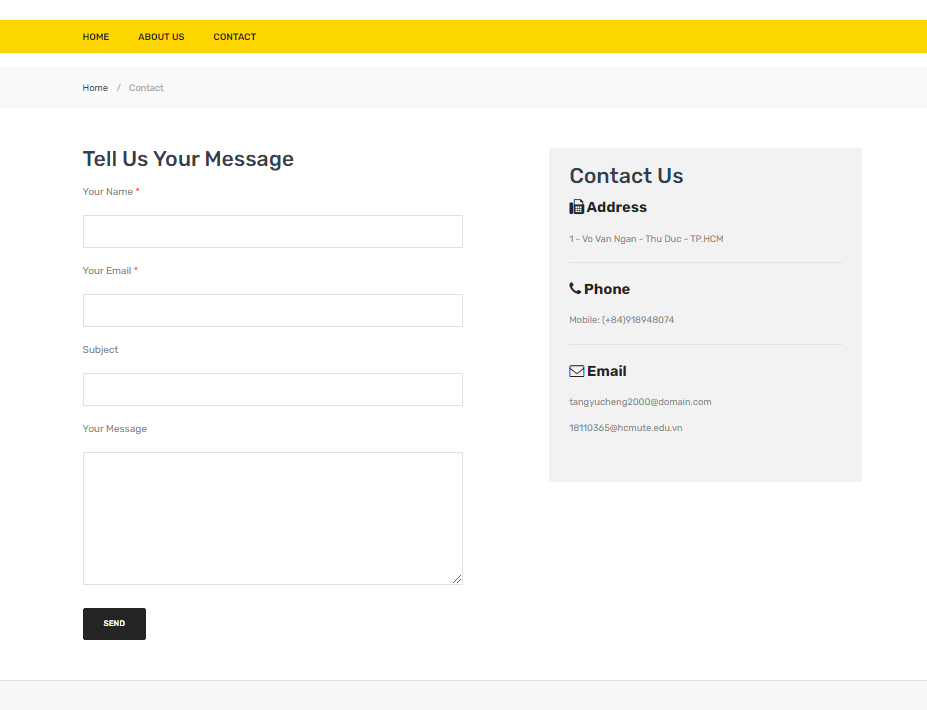 HOME ABOUT US CONTACT
Home / Contact
Tell Us Your Message
Your Name *
Your Email *
Subject
Your Message
SEND
Contact Us
Address
1 - Vo Van Ngan - Thu Duc - TP.HCM
Phone
Mobile: (+84)918948074
Email
tangyucheng2000@domain.com
18110365@hcmute.edu.vn